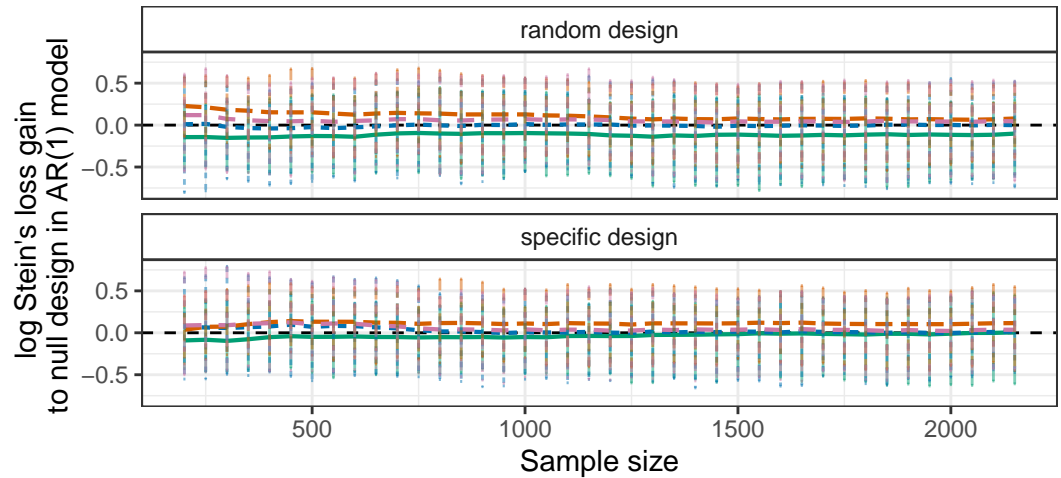 random design
0.5
0.0
−0.5
specific design
0.5
0.0
−0.5
500
1000
1500
2000
Sample size
log Stein's loss gain
to null design in AR(1) model